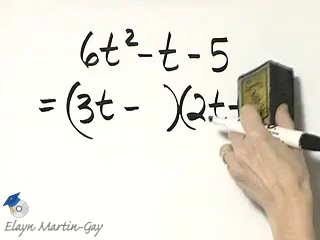 6t² - t - 5
= (3t -   )(2t -
Elayn Martin-Gay